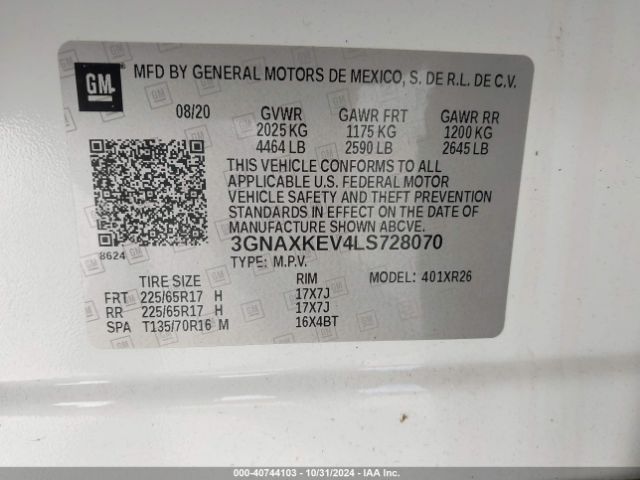 GM MFD BY GENERAL MOTORS DE MEXICO, S. DE R.L. DE C.V.
08/20 GVWR GAWR FRT GAWR RR
2025 KG 1175 KG 1200 KG
4464 LB 2590 LB 2645 LB
THIS VEHICLE CONFORMS TO ALL
APPLICABLE U.S. FEDERAL MOTOR
VEHICLE SAFETY AND THEFT PREVENTION
STANDARDS IN EFFECT ON THE DATE OF
MANUFACTURE SHOWN ABOVE.
8624 3GNAXKEV4LS728070
TYPE: M.P.V.
TIRE SIZE RIM MODEL: 401XR26
FRT 225/65R17 H 17X7J
RR 225/65R17 H 17X7J
SPA T135/70R16 M 16X4BT
©STOCK# - 40744103 - 10/31/2024 - IAA Inc.